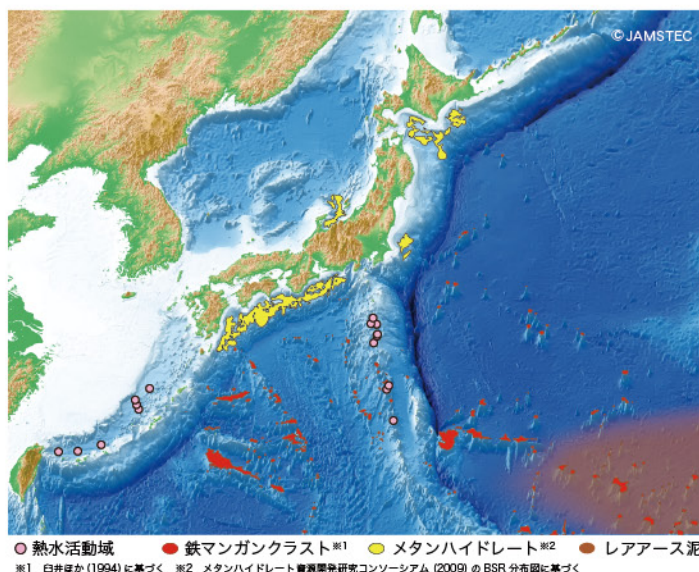 ©JAMSTEC
熱水活動域 鉄マンガンクラスト※1 メタンハイドレート※2 レアアース泥
※1 臼井ほか(1994)に基づく ※2 メタンハイドレート資源開発研究コンソーシアム(2009)のBSR分布図に基づく